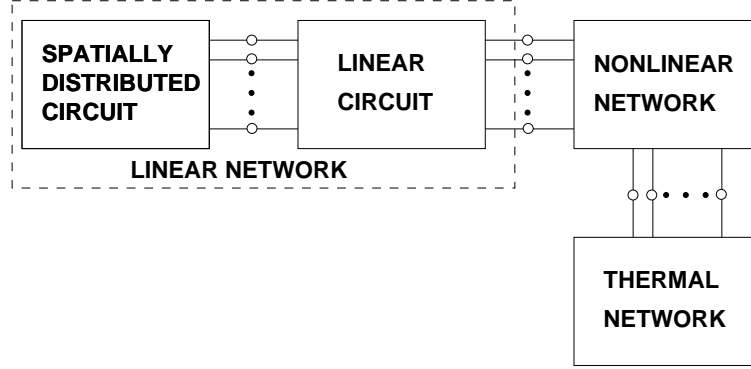 SPATIALLY
DISTRIBUTED
CIRCUIT
LINEAR
CIRCUIT
NONLINEAR
NETWORK
LINEAR NETWORK
THERMAL
NETWORK